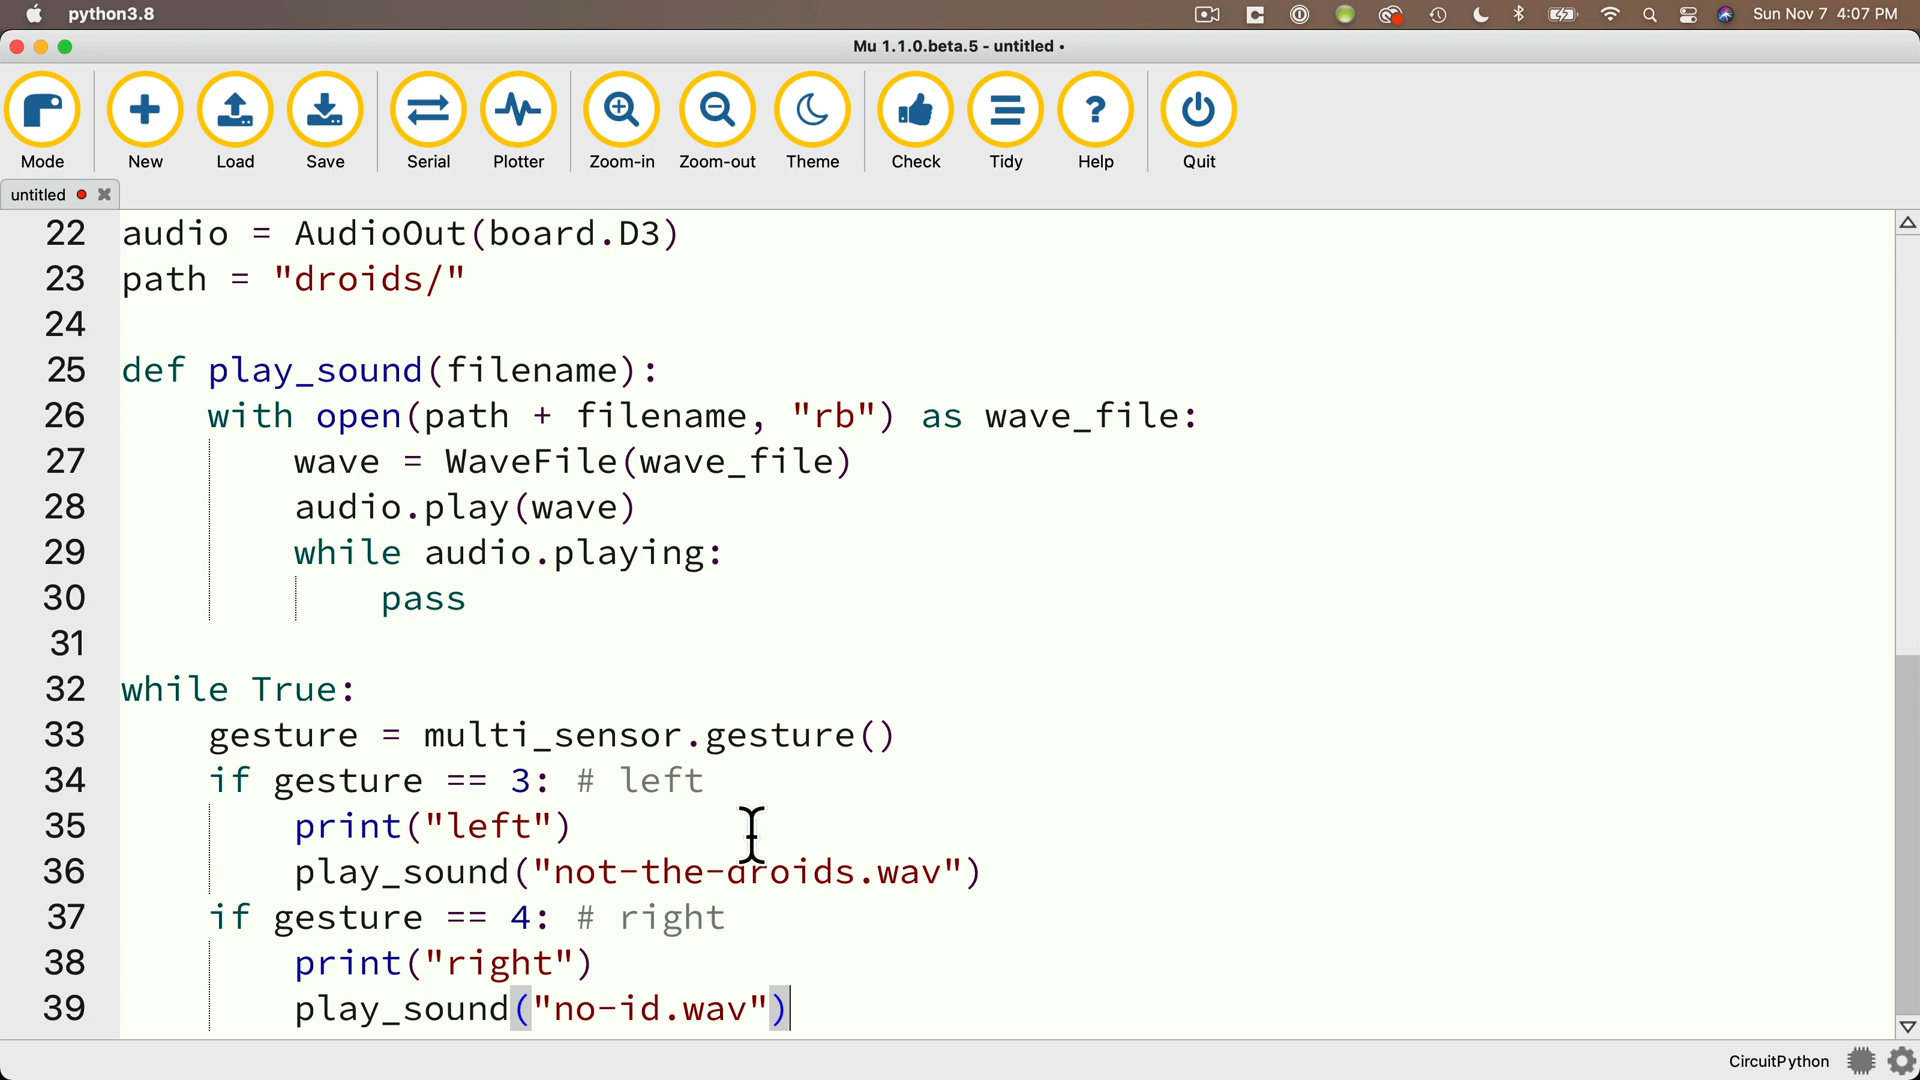 python3.8
Sun Nov 7 4:07 PM
Mu 1.1.0.beta.5 - untitled •
Mode New Load Save Serial Plotter Zoom-in Zoom-out Theme Check Tidy Help Quit
untitled
22 audio = AudioOut(board.D3)
23 path = "droids/"
24
25 def play_sound(filename):
26     with open(path + filename, "rb") as wave_file:
27         wave = WaveFile(wave_file)
28         audio.play(wave)
29         while audio.playing:
30             pass
31
32 while True:
33     gesture = multi_sensor.gesture()
34     if gesture == 3: # left
35         print("left")
36         play_sound("not-the-droids.wav")
37     if gesture == 4: # right
38         print("right")
39         play_sound("no-id.wav")
CircuitPython